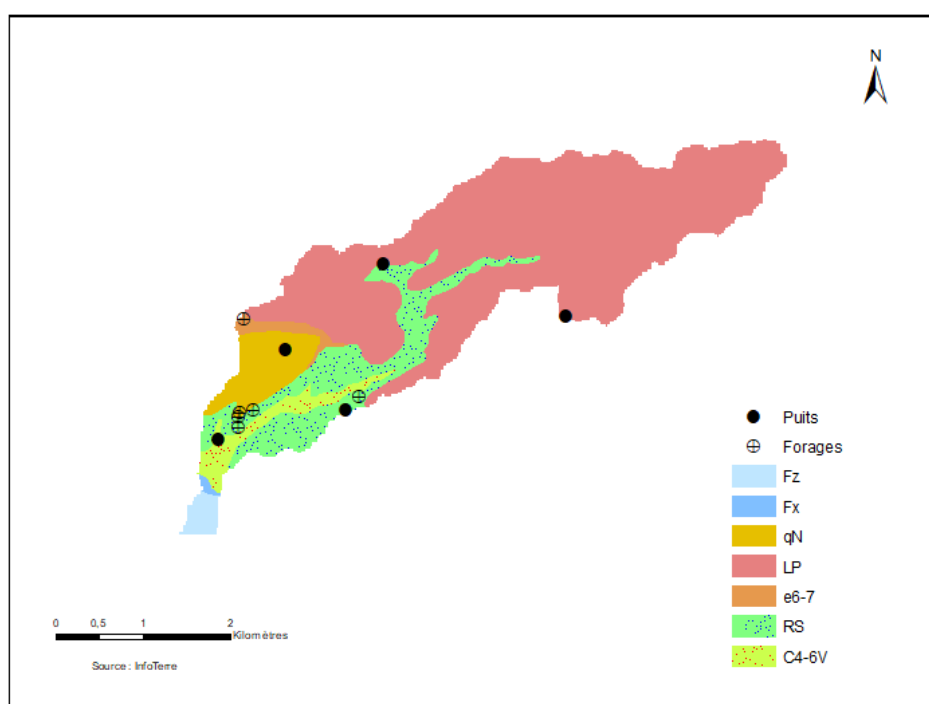 N
Puits
Forages
Fz
Fx
qN
LP
e6-7
RS
C4-6V
0 0,5 1 2
Kilomètres
Source : InfoTerre